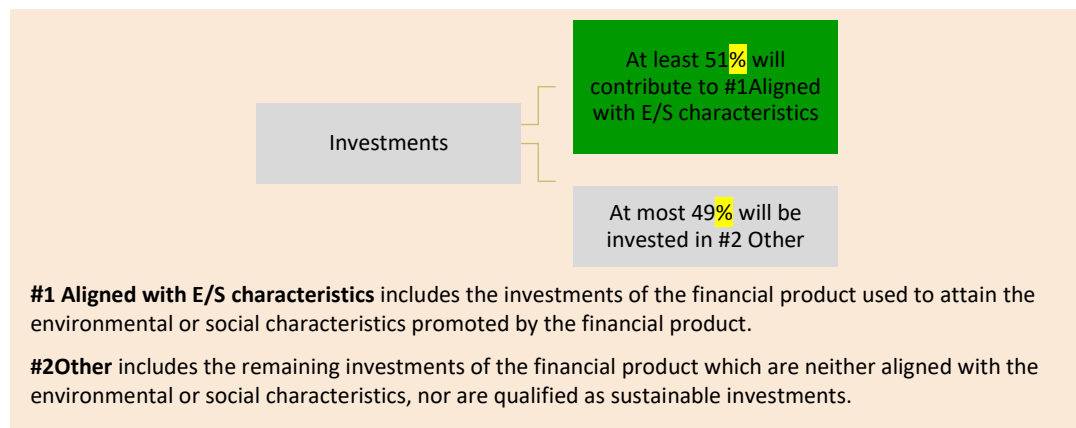 At least 51% will
contribute to #1Aligned
with E/S characteristics
Investments
At most 49% will be
invested in #2 Other
#1 Aligned with E/S characteristics includes the investments of the financial product used to attain the
environmental or social characteristics promoted by the financial product.
#2Other includes the remaining investments of the financial product which are neither aligned with the
environmental or social characteristics, nor are qualified as sustainable investments.